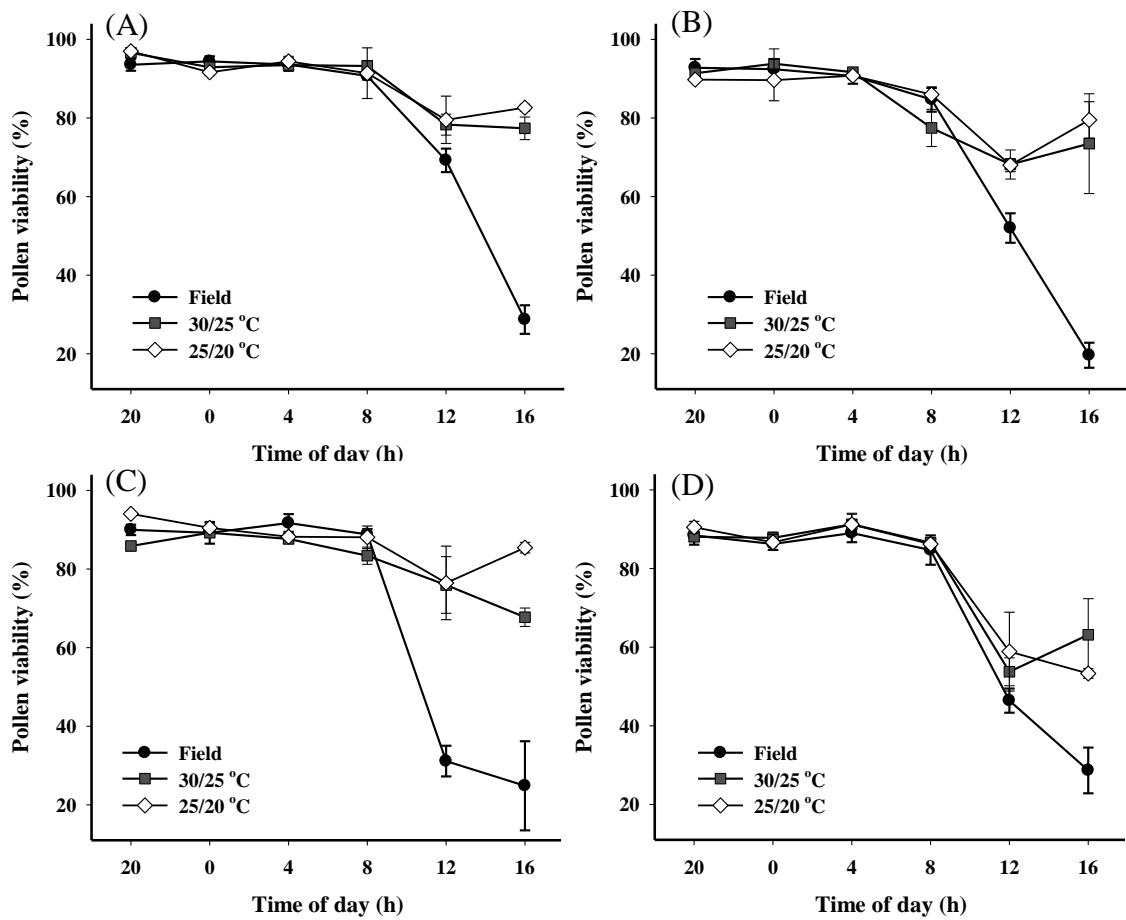 (A)
100
80
60
40
20
Pollen viability (%)
Field
30/25 °C
25/20 °C
20 0 4 8 12 16
Time of day (h)
(B)
100
80
60
40
20
Pollen viability (%)
Field
30/25 °C
25/20 °C
20 0 4 8 12 16
Time of day (h)
(C)
100
80
60
40
20
Pollen viability (%)
Field
30/25 °C
25/20 °C
20 0 4 8 12 16
Time of day (h)
(D)
100
80
60
40
20
Pollen viability (%)
Field
30/25 °C
25/20 °C
20 0 4 8 12 16
Time of day (h)